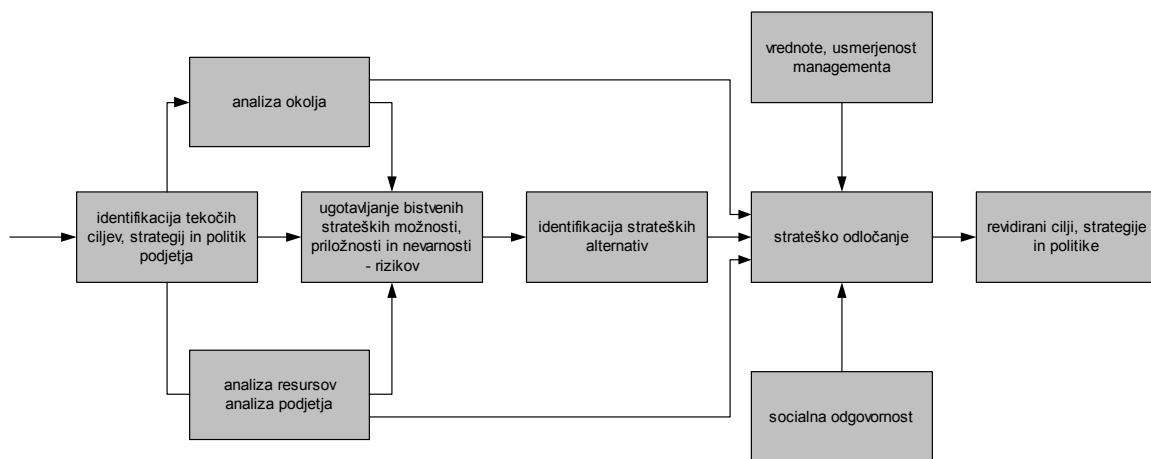 vrednote, usmerjenost
managementa
analiza okolja
identifikacija tekočih
ciljev, strategij in politik
podjetja
ugotavljanje bistvenih
strateških možnosti,
priložnosti in nevarnosti
- rizikov
identifikacija strateških
alternativ
strateško odločanje
revidirani cilji, strategije
in politike
analiza resursov
analiza podjetja
socialna odgovornost